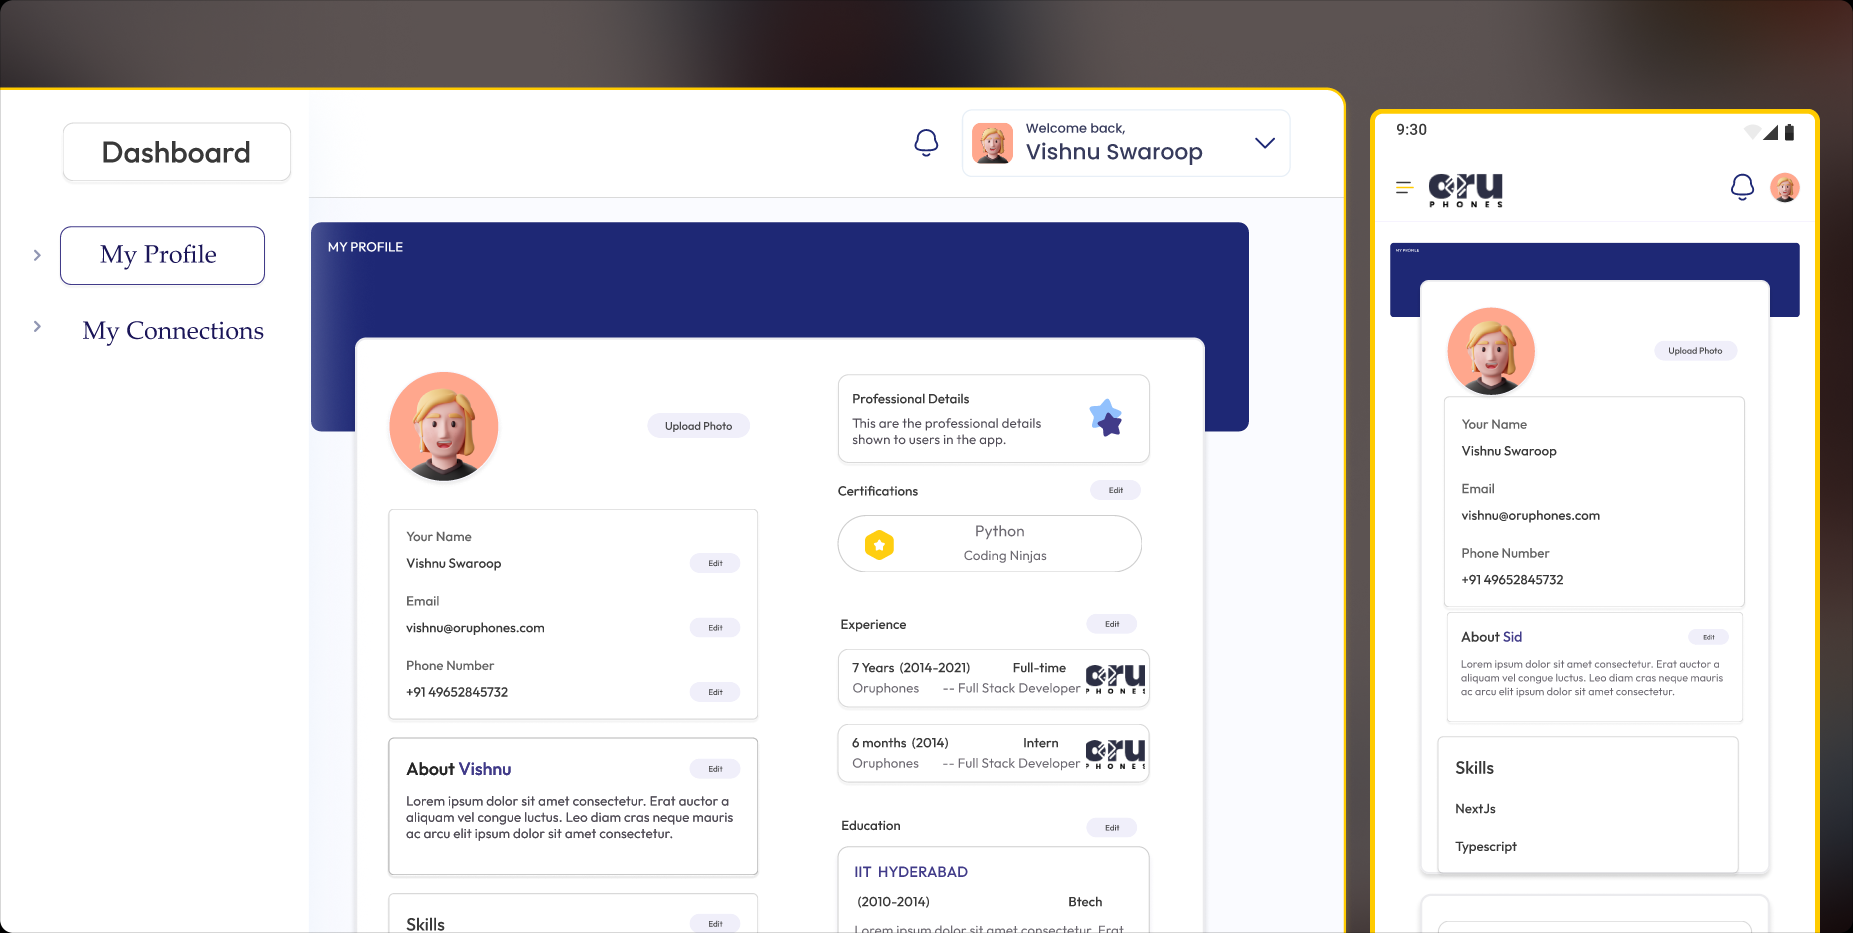 Dashboard
My Profile
My Connections
Welcome back,
Vishnu Swaroop
MY PROFILE
Upload Photo
Your Name
Vishnu Swaroop
Edit
Email
vishnu@oruphones.com
Edit
Phone Number
+91 49652845732
Edit
About Vishnu
Edit
Lorem ipsum dolor sit amet consectetur. Erat auctor a
aliquam vel congue luctus. Leo diam cras neque mauris
ac arcu elit ipsum dolor sit amet consectetur.
Skills
Edit
Professional Details
This are the professional details
shown to users in the app.
Certifications
Edit
Python
Coding Ninjas
Experience
Edit
7 Years (2014-2021) Full-time
Oruphones -- Full Stack Developer
oru
PHONES
6 months (2014) Intern
Oruphones -- Full Stack Developer
oru
PHONES
Education
Edit
IIT HYDERABAD
(2010-2014) Btech
Lorem ipsum dolor sit amet consectetur. Erat
9:30
oru
PHONES
MY PROFILE
Upload Photo
Your Name
Vishnu Swaroop
Email
vishnu@oruphones.com
Phone Number
+91 49652845732
About Sid
Edit
Lorem ipsum dolor sit amet consectetur. Erat auctor a
aliquam vel congue luctus. Leo diam cras neque mauris
ac arcu elit ipsum dolor sit amet consectetur.
Skills
NextJs
Typescript